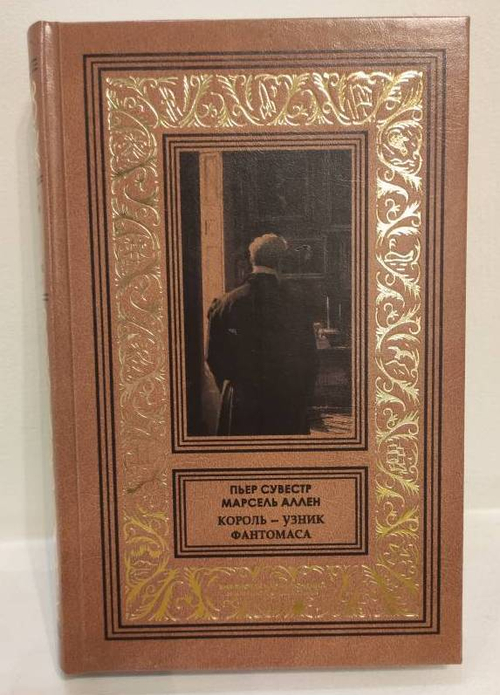 ПЬЕР СУВЕСТР
МАРСЕЛЬ АЛЛЕН
КОРОЛЬ – УЗНИК
ФАНТОМАСА